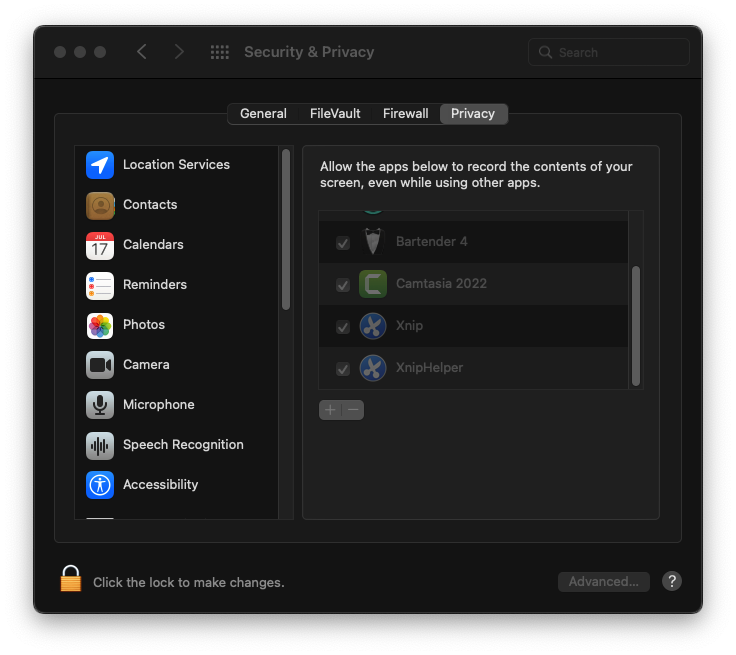 Security & Privacy
Search
General
FileVault
Firewall
Privacy
Location Services
Contacts
JUL
17
Calendars
Reminders
Photos
Camera
Microphone
Speech Recognition
Accessibility
Allow the apps below to record the contents of your
screen, even while using other apps.
Bartender 4
Camtasia 2022
Xnip
XnipHelper
Click the lock to make changes.
Advanced...
?